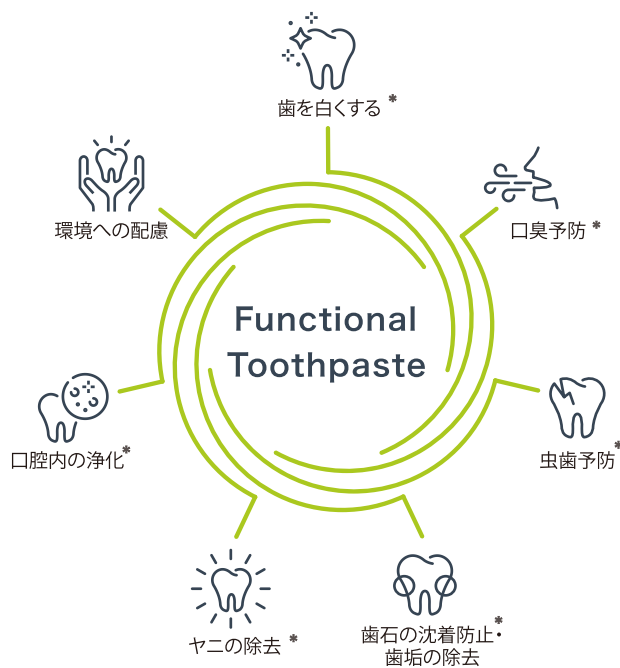 歯を白くする*
環境への配慮
口臭予防*
Functional
Toothpaste
口腔内の浄化*
虫歯予防*
ヤニの除去*
歯石の沈着防止・*
歯垢の除去